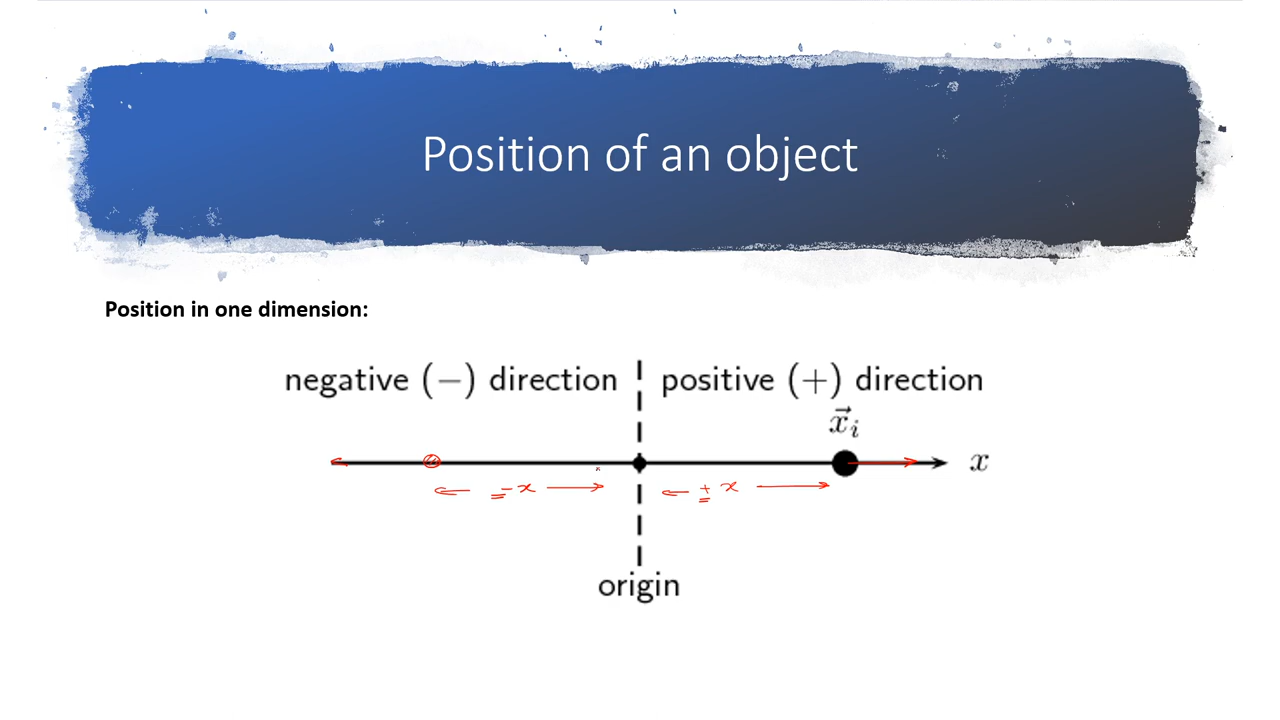 Position of an object
Position in one dimension:
negative (−) direction positive (+) direction
x⃗ᵢ
x
−x +x
origin